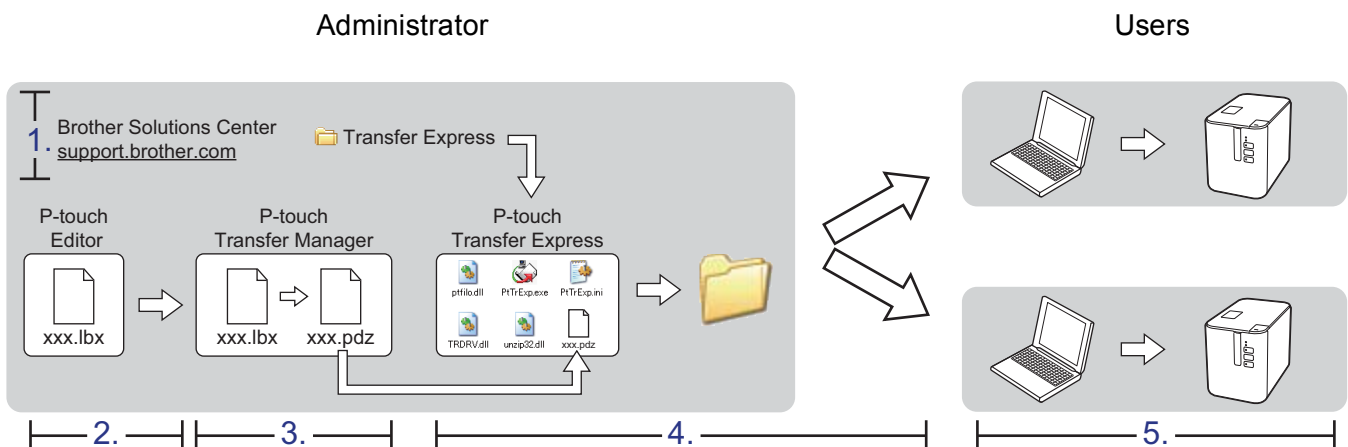 Administrator
Users
1.
Brother Solutions Center
support.brother.com
Transfer Express
P-touch
Editor
xxx.lbx
P-touch
Transfer Manager
xxx.lbx
xxx.pdz
P-touch
Transfer Express
ptfilo.dll
PtTrExp.exe
PtTrExp.ini
TRDRV.dll
unzip32.dll
xxx.pdz
2.
3.
4.
5.